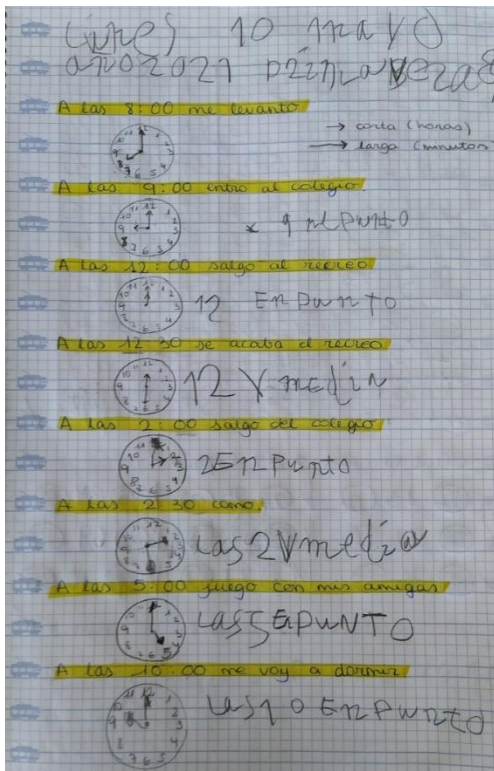 lunes 10 mayo
año 2021 primavera
A las 8:00 me levanto
→ corta (horas)
→ larga (minutos
A las 9:00 entro al colegio.
9 en punto
A las 12:00 salgo al recreo
12 En Punto
A las 12:30 se acaba el recreo
12 Y media
A las 2:00 salgo del colegio
2 En Punto
A las 2:30 como.
Las 2 Y media
A las 5:00 juego con mis amigas
LAS 5 EnPUNTO
A las 10:00 me voy a dormir
LAS 10 En Punto